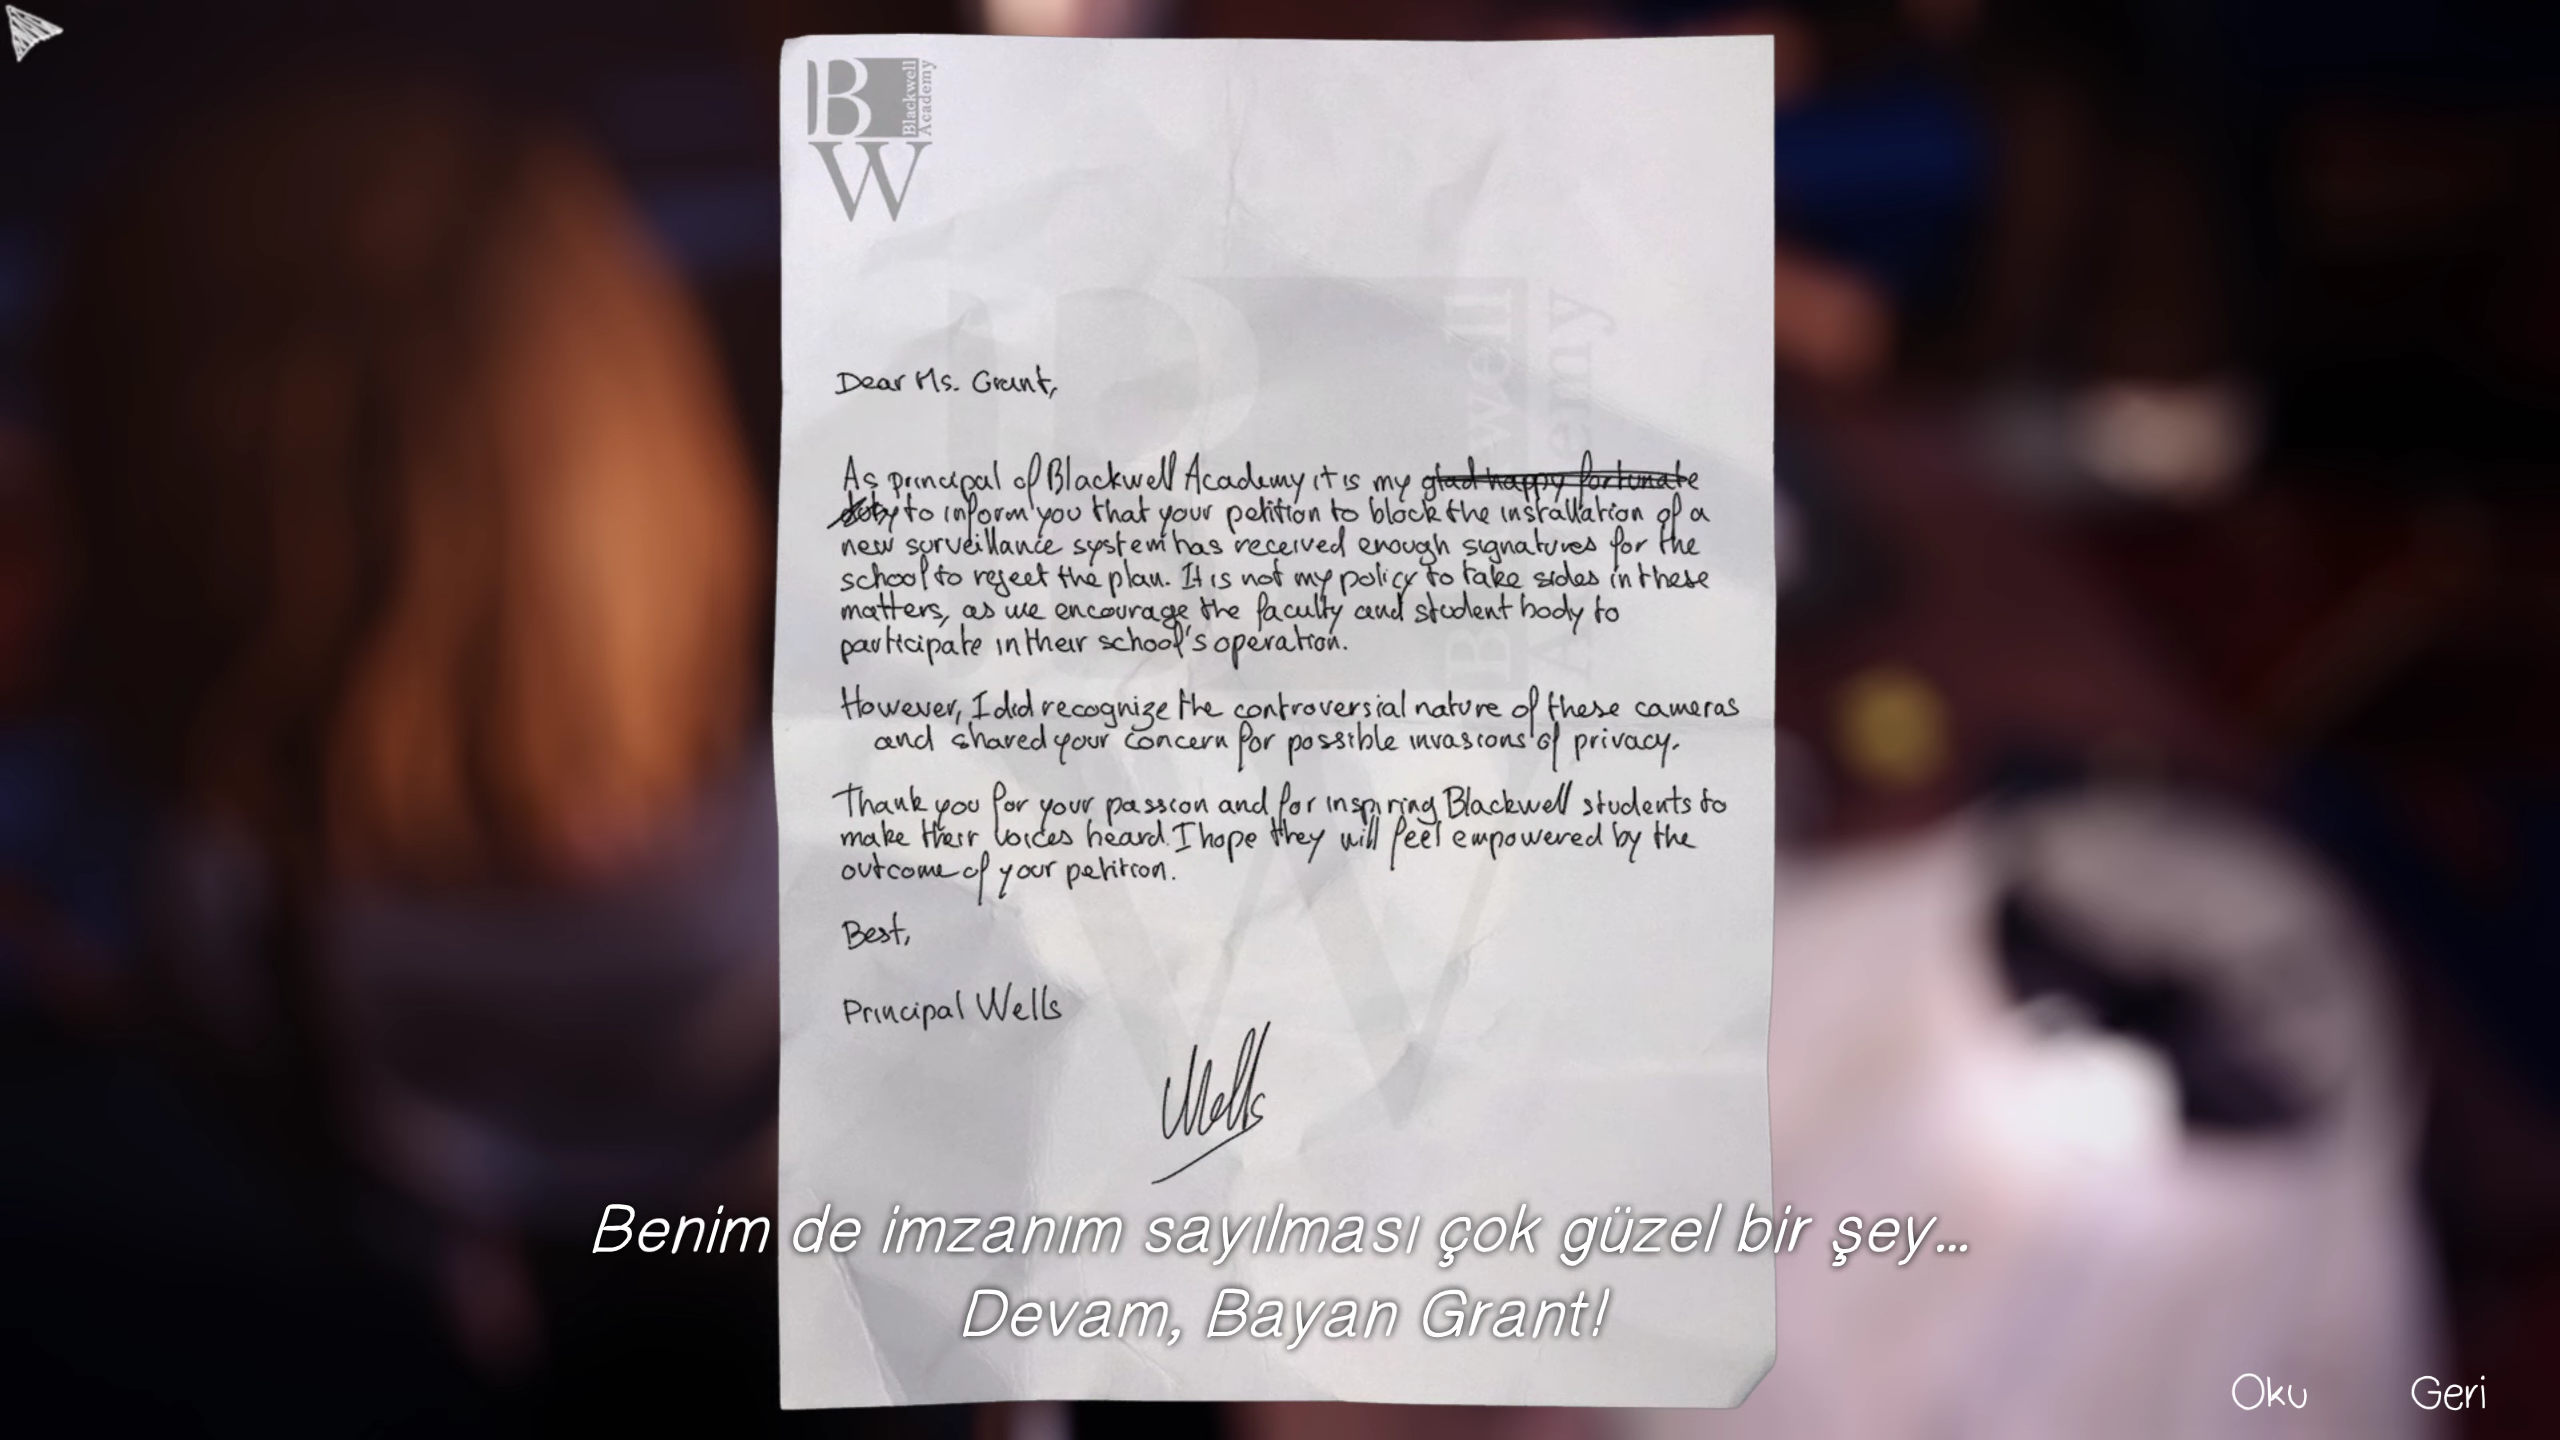 BW
Blackwell
Academy
Dear Ms. Grant,
As principal of Blackwell Academy it is my glad happy fortunate
duty to inform you that your petition to block the installation of a
new surveillance system has received enough signatures for the
school to reject the plan. It is not my policy to take sides in these
matters, as we encourage the faculty and student body to
participate in their school's operation.
However, I did recognize the controversial nature of these cameras
and shared your concern for possible invasions of privacy.
Thank you for your passion and for inspiring Blackwell students to
make their voices heard. I hope they will feel empowered by the
outcome of your petition.
Best,
Principal Wells
Wells
Benim de imzanım sayılması çok güzel bir şey...
Devam, Bayan Grant!
Oku Geri